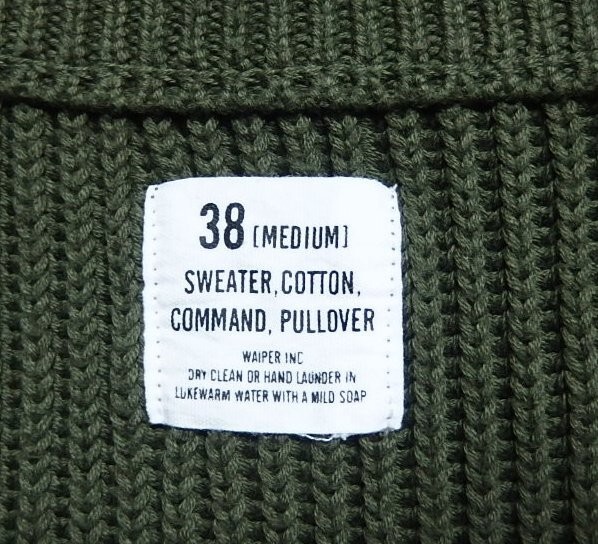 38 [MEDIUM]
SWEATER, COTTON,
COMMAND, PULLOVER
WAIPER INC
DRY CLEAN OR HAND LAUNDER IN
LUKEWARM WATER WITH A MILD SOAP